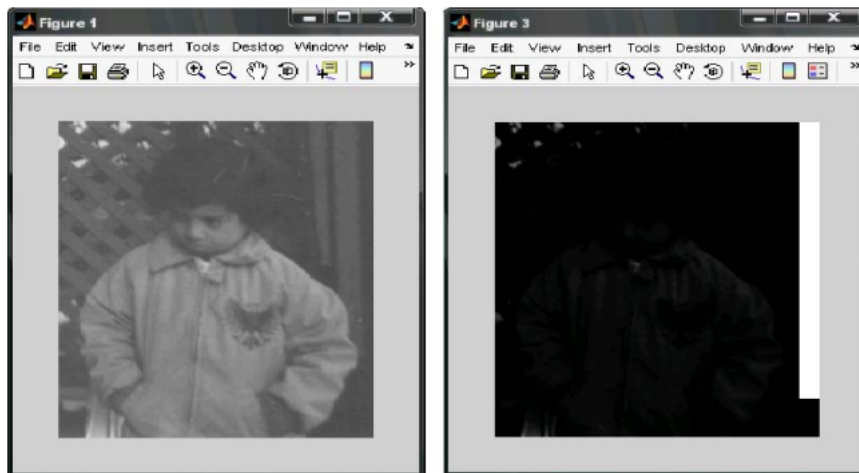 Figure 1
File Edit View Insert Tools Desktop Window Help
Figure 3
File Edit View Insert Tools Desktop Window Help